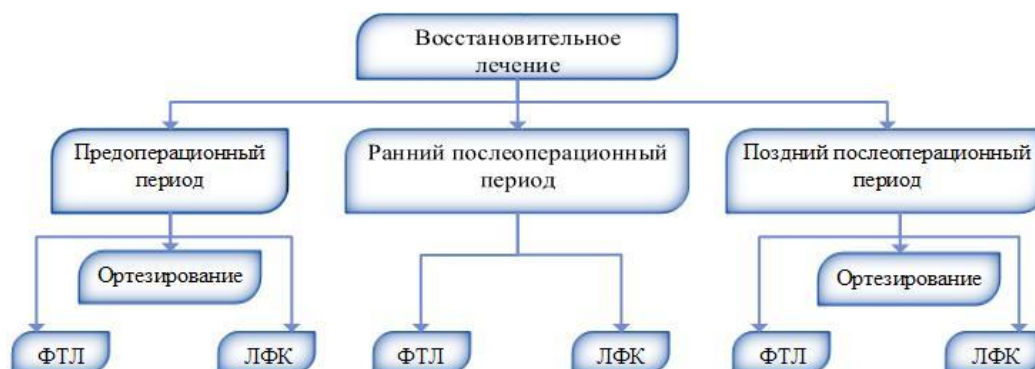 Восстановительное
лечение
Предоперационный
период
Ранний послеоперационный
период
Поздний послеоперационный
период
Ортезирование
Ортезирование
ФТЛ
ЛФК
ФТЛ
ЛФК
ФТЛ
ЛФК